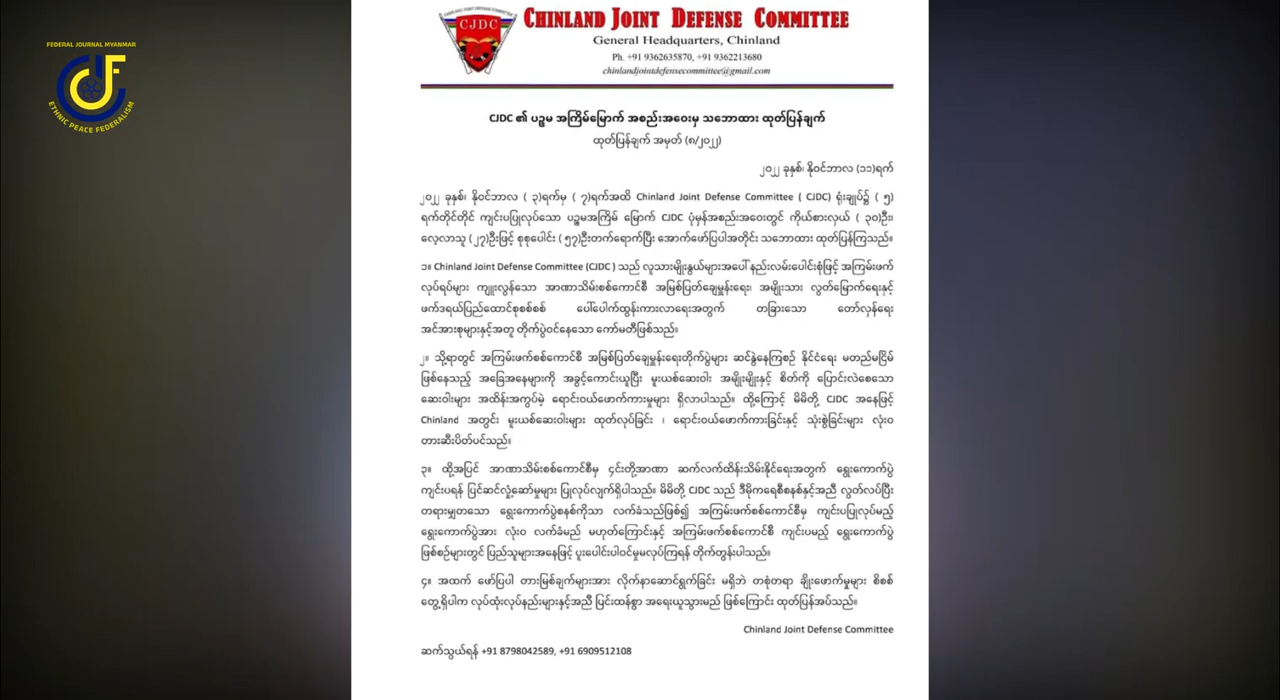 FEDERAL JOURNAL MYANMAR
ETHNIC PEACE FEDERALISM
CJDC
CHINLAND JOINT DEFENSE COMMITTEE
General Headquarters, Chinland
Ph. +91 9362635870, +91 9362213680
chinlandjointdefensecommittee@gmail.com
CJDC ၏ ပဥ္စမ အကြိမ်မြောက် အစည်းအဝေးမှ သဘောထား ထုတ်ပြန်ချက်
ထုတ်ပြန်ချက် အမှတ် (၈/၂၀၂၂)
၂၀၂၂ ခုနှစ်၊ နိုဝင်ဘာလ (၁၁)ရက်
၂၀၂၂ ခုနှစ်၊ နိုဝင်ဘာလ ( ၃)ရက်မှ ( ၇)ရက်အထိ Chinland Joint Defense Committee ( CJDC) ရုံးချုပ်၌ ( ၅)
ရက်တိုင်တိုင် ကျင်းပပြုလုပ်သော ပဥ္စမအကြိမ် မြောက် CJDC ပုံမှန်အစည်းအဝေးတွင် ကိုယ်စားလှယ် ( ၃၀)ဦး၊
လေ့လာသူ (၂၇)ဦးဖြင့် စုစုပေါင်း (၅၇)ဦးတက်ရောက်ပြီး အောက်ဖော်ပြပါအတိုင်း သဘောထား ထုတ်ပြန်ကြသည်။
၁။ Chinland Joint Defense Committee (CJDC ) သည် လူသားမျိုးနွယ်များအပေါ် နည်းလမ်းပေါင်းစုံဖြင့် အကြမ်းဖက်
လုပ်ရပ်များ ကျူးလွန်သော အာဏာသိမ်းစစ်ကောင်စီ အမြစ်ပြတ်ချေမှုန်းရေး၊ အမျိုးသား လွတ်မြောက်ရေးနှင့်
ဖက်ဒရယ်ပြည်ထောင်စုစစ်စစ် ပေါ်ပေါက်ထွန်းကားလာရေးအတွက် တခြားသော တော်လှန်ရေး
အင်အားစုများနှင့်အတူ တိုက်ပွဲဝင်နေသော ကော်မတီဖြစ်သည်။
၂။ သို့ရာတွင် အကြမ်းဖက်စစ်ကောင်စီ အမြစ်ပြတ်ချေမှုန်းရေးတိုက်ပွဲများ ဆင်နွှဲနေကြစဉ် နိုင်ငံရေး မတည်မငြိမ်
ဖြစ်နေသည့် အခြေအနေများကို အခွင့်ကောင်းယူပြီး မူးယစ်ဆေးဝါး အမျိုးမျိုးနှင့် စိတ်ကို ပြောင်းလဲစေသော
ဆေးဝါးများ အထိန်းအကွပ်မဲ့ ရောင်းဝယ်ဖောက်ကားမှုများ ရှိလာပါသည်။ ထို့ကြောင့် မိမိတို့ CJDC အနေဖြင့်
Chinland အတွင်း မူးယစ်ဆေးဝါးများ ထုတ်လုပ်ခြင်း ၊ ရောင်းဝယ်ဖောက်ကားခြင်းနှင့် သုံးစွဲခြင်းများ လုံးဝ
တားဆီးပိတ်ပင်သည်။
၃။ ထို့အပြင် အာဏာသိမ်းစစ်ကောင်စီမှ ၄င်းတို့အာဏာ ဆက်လက်ထိန်းသိမ်းနိုင်ရေးအတွက် ရွေးကောက်ပွဲ
ကျင်းပရန် ပြင်ဆင်လှုံ့ဆော်မှုများ ပြုလုပ်လျက်ရှိပါသည်။ မိမိတို့ CJDC သည် ဒီမိုကရေစီစနစ်နှင့်အညီ လွတ်လပ်ပြီး
တရားမျှတသော ရွေးကောက်ပွဲစနစ်ကိုသာ လက်ခံသည်ဖြစ်၍ အကြမ်းဖက်စစ်ကောင်စီမှ ကျင်းပပြုလုပ်မည့်
ရွေးကောက်ပွဲအား လုံးဝ လက်ခံမည် မဟုတ်ကြောင်းနှင့် အကြမ်းဖက်စစ်ကောင်စီ ကျင်းပမည့် ရွေးကောက်ပွဲ
ဖြစ်စဉ်များတွင် ပြည်သူများအနေဖြင့် ပူးပေါင်းပါဝင်မှုမလုပ်ကြရန် တိုက်တွန်းပါသည်။
၄။ အထက် ဖော်ပြပါ တားမြစ်ချက်များအား လိုက်နာဆောင်ရွက်ခြင်း မရှိဘဲ တစုံတရာ ချိုးဖောက်မှုများ စိစစ်
တွေ့ရှိပါက လုပ်ထုံးလုပ်နည်းများနှင့်အညီ ပြင်းထန်စွာ အရေးယူသွားမည် ဖြစ်ကြောင်း ထုတ်ပြန်အပ်သည်။
Chinland Joint Defense Committee
ဆက်သွယ်ရန် +91 8798042589, +91 6909512108